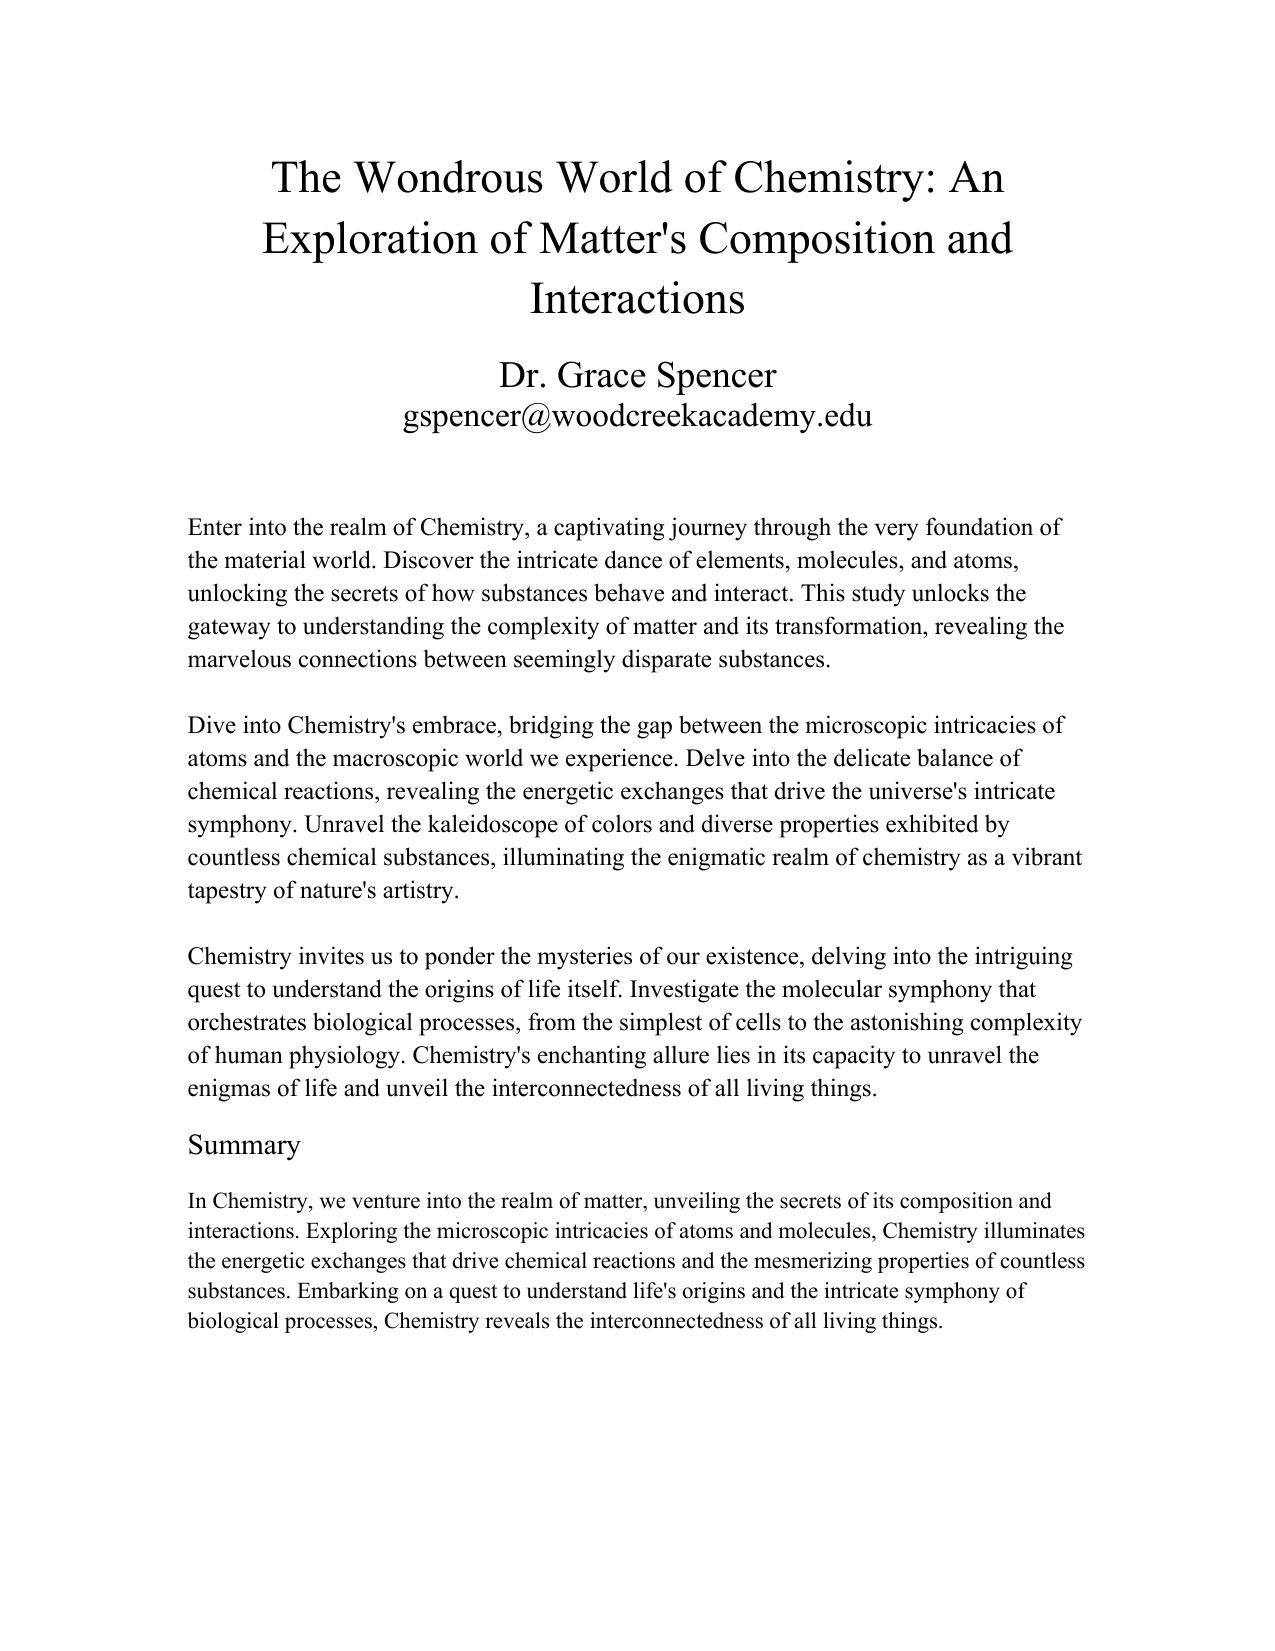 The Wondrous World of Chemistry: An
Exploration of Matter's Composition and
Interactions
Dr. Grace Spencer
gspencer@woodcreekacademy.edu
Enter into the realm of Chemistry, a captivating journey through the very foundation of
the material world. Discover the intricate dance of elements, molecules, and atoms,
unlocking the secrets of how substances behave and interact. This study unlocks the
gateway to understanding the complexity of matter and its transformation, revealing the
marvelous connections between seemingly disparate substances.
Dive into Chemistry's embrace, bridging the gap between the microscopic intricacies of
atoms and the macroscopic world we experience. Delve into the delicate balance of
chemical reactions, revealing the energetic exchanges that drive the universe's intricate
symphony. Unravel the kaleidoscope of colors and diverse properties exhibited by
countless chemical substances, illuminating the enigmatic realm of chemistry as a vibrant
tapestry of nature's artistry.
Chemistry invites us to ponder the mysteries of our existence, delving into the intriguing
quest to understand the origins of life itself. Investigate the molecular symphony that
orchestrates biological processes, from the simplest of cells to the astonishing complexity
of human physiology. Chemistry's enchanting allure lies in its capacity to unravel the
enigmas of life and unveil the interconnectedness of all living things.
Summary
In Chemistry, we venture into the realm of matter, unveiling the secrets of its composition and
interactions. Exploring the microscopic intricacies of atoms and molecules, Chemistry illuminates
the energetic exchanges that drive chemical reactions and the mesmerizing properties of countless
substances. Embarking on a quest to understand life's origins and the intricate symphony of
biological processes, Chemistry reveals the interconnectedness of all living things.